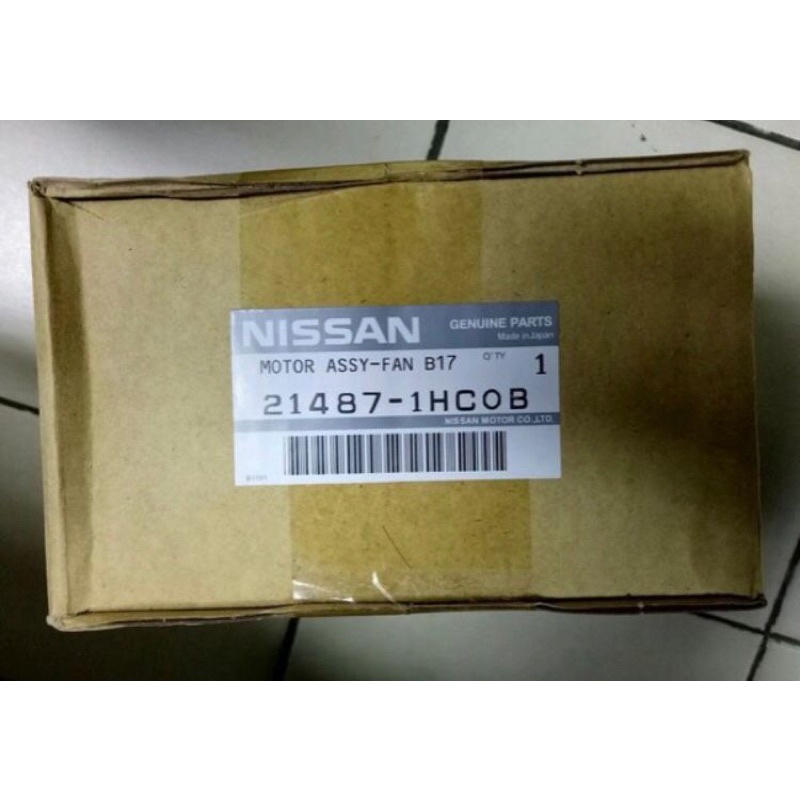 NISSAN GENUINE PARTS
Made in Japan
MOTOR ASSY-FAN B17 Q'TY 1
21487-1HC0B
NISSAN MOTOR CO.,LTD.